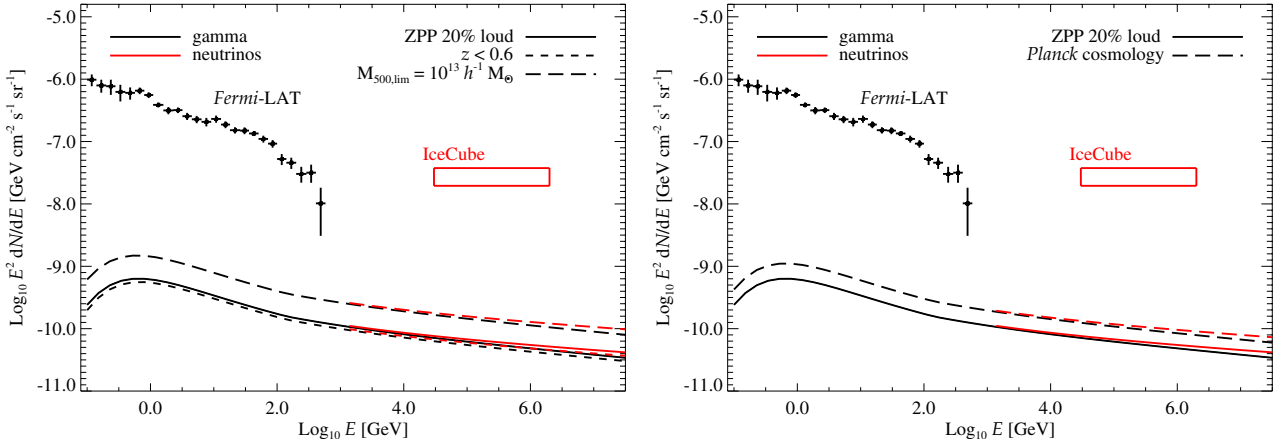 gamma
neutrinos
ZPP 20% loud
z < 0.6
M500,lim = 10^13 h^-1 M⊙
Fermi-LAT
IceCube
-5.0
-6.0
-7.0
-8.0
-9.0
-10.0
-11.0
Log10 E^2 dN/dE [GeV cm^-2 s^-1 sr^-1]
0.0 2.0 4.0 6.0
Log10 E [GeV]
gamma
neutrinos
ZPP 20% loud
Planck cosmology
Fermi-LAT
IceCube
-5.0
-6.0
-7.0
-8.0
-9.0
-10.0
-11.0
Log10 E^2 dN/dE [GeV cm^-2 s^-1 sr^-1]
0.0 2.0 4.0 6.0
Log10 E [GeV]